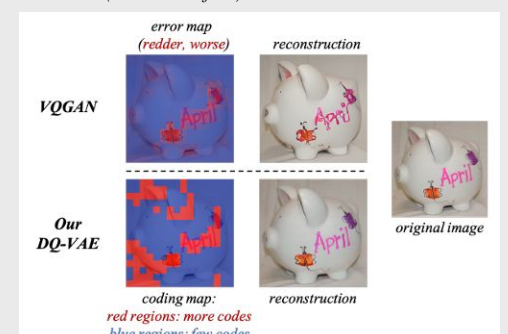 error map
(redder, worse)
reconstruction
VQGAN
April
April
April
original image
Our
DQ-VAE
April
April
coding map:
red regions: more codes
blue regions: few codes
reconstruction